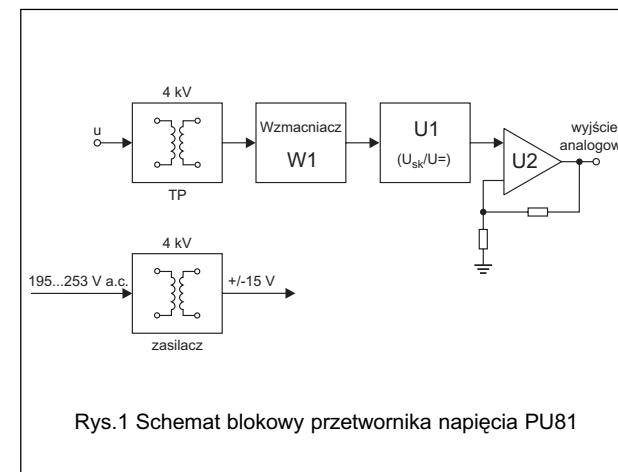 4 kV
u
TP
Wzmacniacz
W1
U1
(Usk/U=)
U2
wyjście
analogow
4 kV
195...253 V a.c.
+/-15 V
zasilacz
Rys.1 Schemat blokowy przetwornika napięcia PU81